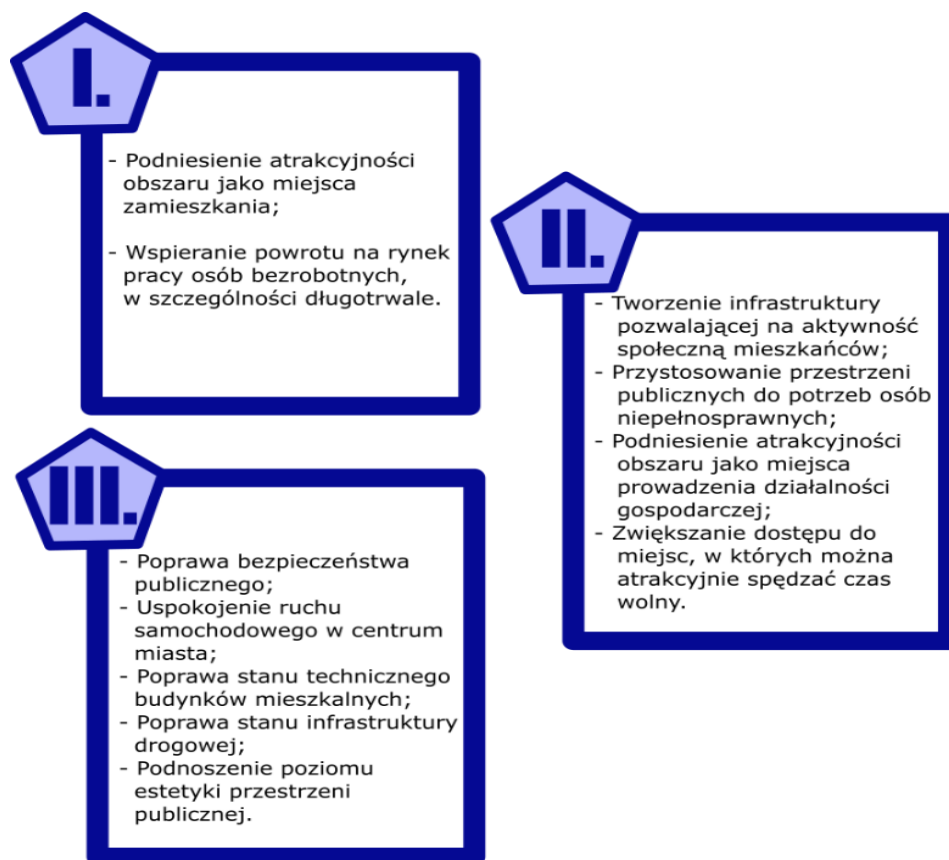 I.
- Podniesienie atrakcyjności
obszaru jako miejsca
zamieszkania;
- Wspieranie powrotu na rynek
pracy osób bezrobotnych,
w szczególności długotrwale.
II.
- Tworzenie infrastruktury
pozwalającej na aktywność
społeczną mieszkańców;
- Przystosowanie przestrzeni
publicznych do potrzeb osób
niepełnosprawnych;
- Podniesienie atrakcyjności
obszaru jako miejsca
prowadzenia działalności
gospodarczej;
- Zwiększanie dostępu do
miejsc, w których można
atrakcyjnie spędzać czas
wolny.
III.
- Poprawa bezpieczeństwa
publicznego;
- Uspokojenie ruchu
samochodowego w centrum
miasta;
- Poprawa stanu technicznego
budynków mieszkalnych;
- Poprawa stanu infrastruktury
drogowej;
- Podnoszenie poziomu
estetyki przestrzeni
publicznej.